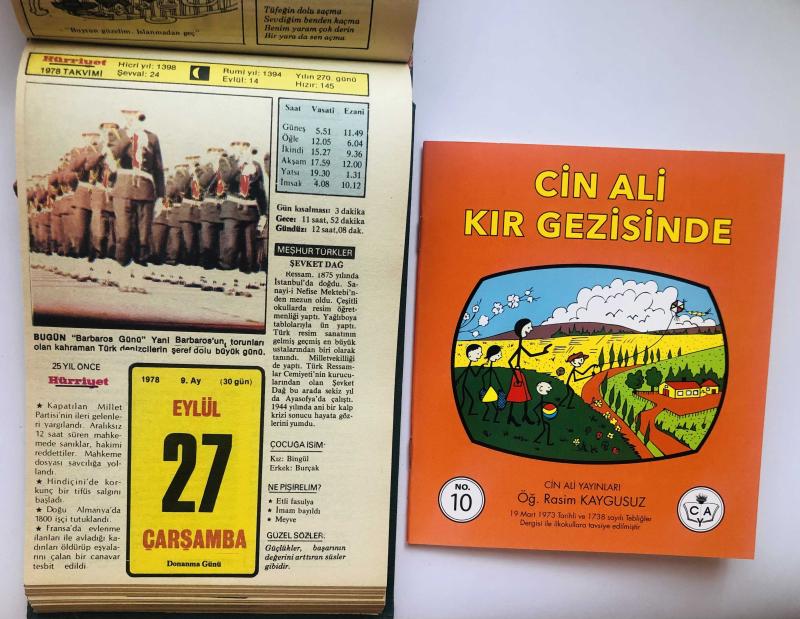 "Buyrun güzelim. Islanmadan geç"
Tüfeğin dolu saçma
Sevdiğim benden kaçma
Benim yaram çok derin
Bir yara da sen açma
Hürriyet
1978 TAKVİMİ
Hicri yıl: 1398
Şevval: 24
Rumi yıl: 1394
Eylül: 14
Yılın 270. günü
Hızır: 145
Saat Vasati Ezani
Güneş 5.51 11.49
Öğle 12.05 6.04
İkindi 15.27 9.36
Akşam 17.59 12.00
Yatsı 19.30 1.31
İmsak 4.08 10.12
Gün kısalması: 3 dakika
Gece: 11 saat, 52 dakika
Gündüz: 12 saat,08 dak.
MEŞHUR TÜRKLER
ŞEVKET DAĞ
Ressam. 1875 yılında
İstanbul'da doğdu. Sa-
nayi-i Nefise Mektebi'n-
den mezun oldu. Çeşitli
okullarda resim öğret-
menliği yaptı. Yağlıboya
tablolarıyla ün yaptı.
Türk resim sanatının
gelmiş geçmiş en büyük
ustalarından biri olarak
tanındı. Milletvekilliği
de yaptı. Türk Ressam-
lar Cemiyeti'nin kurucu-
larından olan Şevket
Dağ bu arada sekiz yıl
da Ayasofya'da çalıştı.
1944 yılında ani bir kalp
krizi sonucu hayata göz-
lerini yumdu.
ÇOCUĞA İSİM:
Kız: Bingül
Erkek: Burçak
NE PİŞİRELİM?
★ Etli fasulya
★ İmam bayıldı
★ Meyve
GÜZEL SÖZLER:
Güçlükler, başarının
değerini arttıran süsler
gibidir.
BUGÜN "Barbaros Günü" Yani Barbaros'un torunları
olan kahraman Türk denizcilerin şeref dolu büyük günü.
25 YIL ÖNCE
Hürriyet
★ Kapatılan Millet
Partisi'nin ileri gelenle-
ri yargılandı. Aralıksız
12 saat süren mahke-
mede sanıklar, hakimi
reddettiler. Mahkeme
dosyası savcılığa yol-
landı.
★ Hindiçini'de kor-
kunç bir tifüs salgını
başladı.
★ Doğu Almanya'da
1800 işçi tutuklandı.
★ Fransa'da evlenme
ilanları ile avladığı ka-
dınları öldürüp eşyala-
rını çalan bir canavar
tesbit edildi
1978 9. Ay (30 gün)
EYLÜL
27
ÇARŞAMBA
Donanma Günü
CİN ALİ
KIR GEZİSİNDE
NO.
10
CİN ALİ YAYINLARI
Öğ. Rasim KAYGUSUZ
19 Mart 1973 Tarihli ve 1738 sayılı Tebliğler
Dergisi ile ilkokullara tavsiye edilmiştir
C A
Y